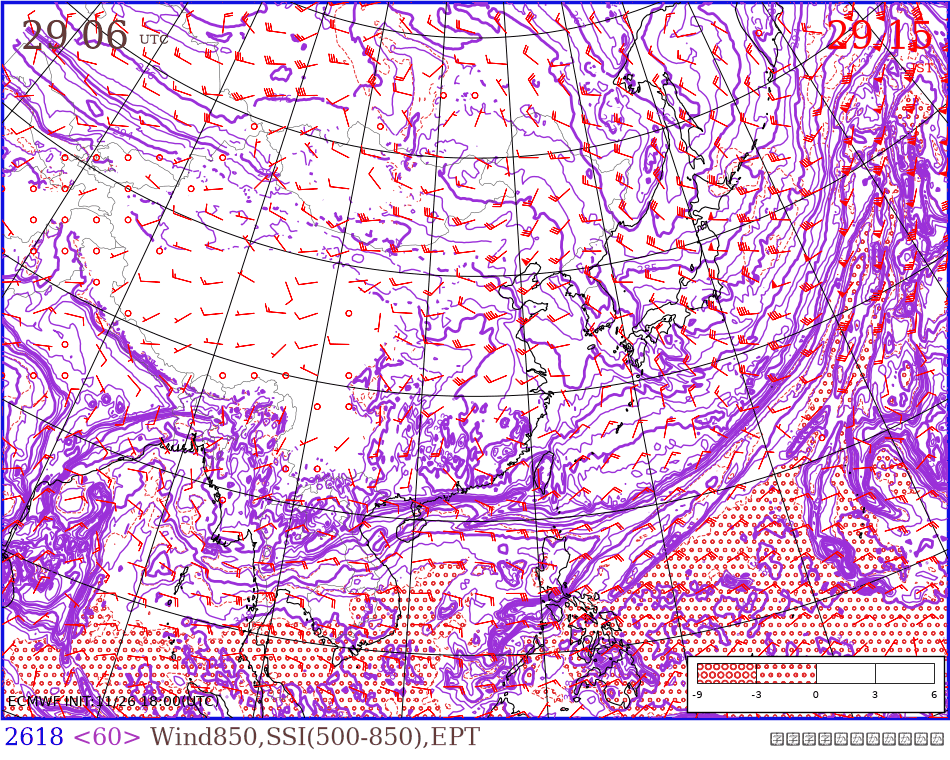 29 06 UTC
29 15
ST
ECMWF INIT:11/26 18:00(UTC)
-9 -3 0 3 6
2618 <60> Wind850,SSI(500-850),EPT